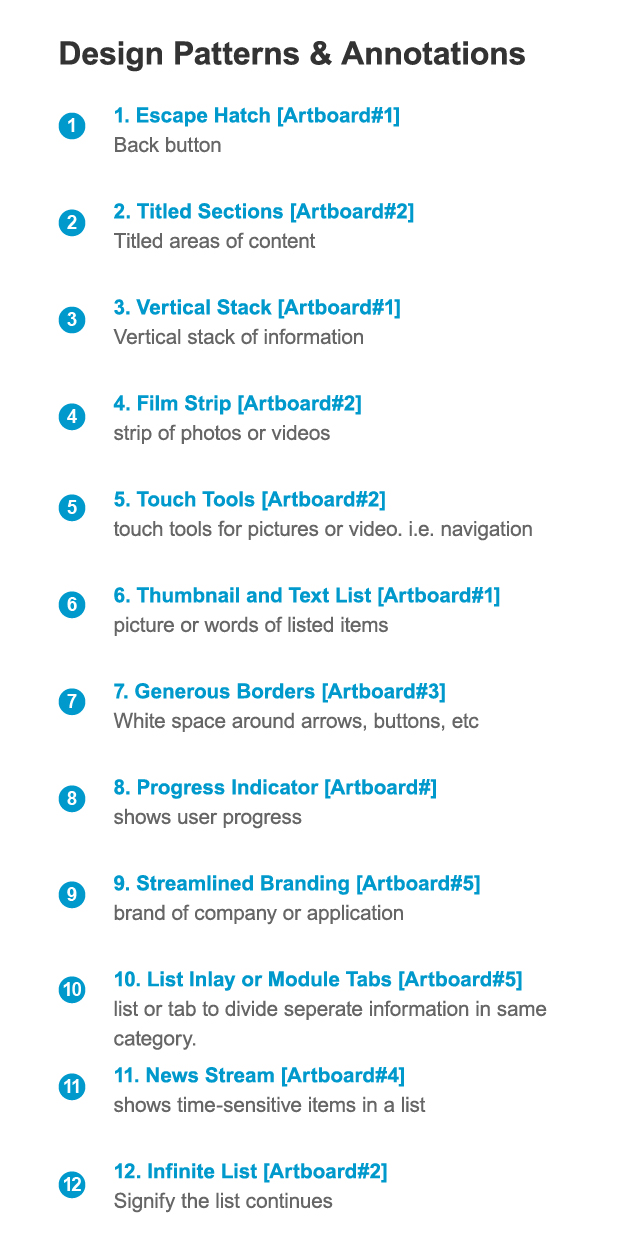 Design Patterns & Annotations
1
1. Escape Hatch [Artboard#1]
Back button
2
2. Titled Sections [Artboard#2]
Titled areas of content
3
3. Vertical Stack [Artboard#1]
Vertical stack of information
4
4. Film Strip [Artboard#2]
strip of photos or videos
5
5. Touch Tools [Artboard#2]
touch tools for pictures or video. i.e. navigation
6
6. Thumbnail and Text List [Artboard#1]
picture or words of listed items
7
7. Generous Borders [Artboard#3]
White space around arrows, buttons, etc
8
8. Progress Indicator [Artboard#]
shows user progress
9
9. Streamlined Branding [Artboard#5]
brand of company or application
10
10. List Inlay or Module Tabs [Artboard#5]
list or tab to divide seperate information in same
category.
11
11. News Stream [Artboard#4]
shows time-sensitive items in a list
12
12. Infinite List [Artboard#2]
Signify the list continues